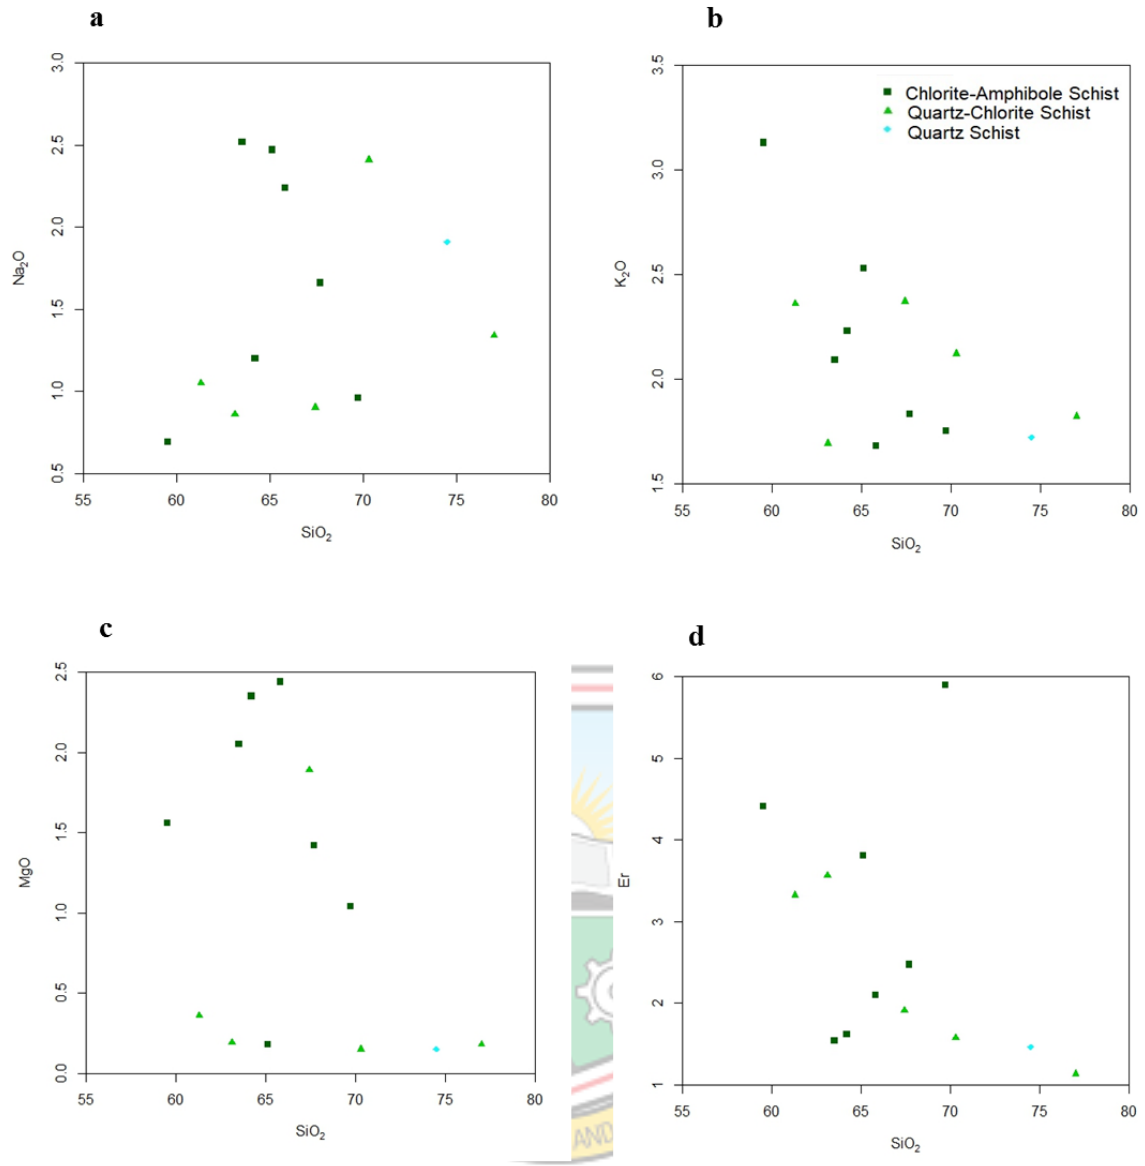 a
3.0
2.5
2.0
1.5
1.0
0.5
Na₂O
55 60 65 70 75 80
SiO₂
b
3.5
3.0
2.5
2.0
1.5
K₂O
Chlorite-Amphibole Schist
Quartz-Chlorite Schist
Quartz Schist
55 60 65 70 75 80
SiO₂
c
2.5
2.0
1.5
1.0
0.5
0.0
MgO
55 60 65 70 75 80
SiO₂
d
6
5
4
3
2
1
Er
55 60 65 70 75 80
SiO₂
AND